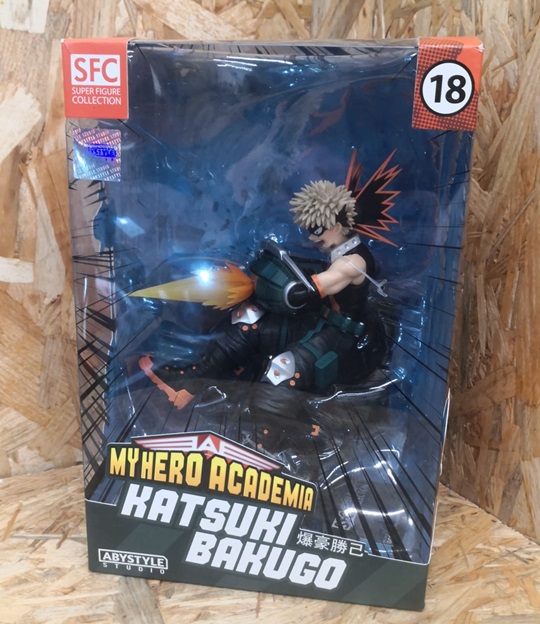 SFC
SUPER FIGURE
COLLECTION
18
MY HERO ACADEMIA
KATSUKI
爆豪勝己
BAKUGO
ABYSTYLE
STUDIO